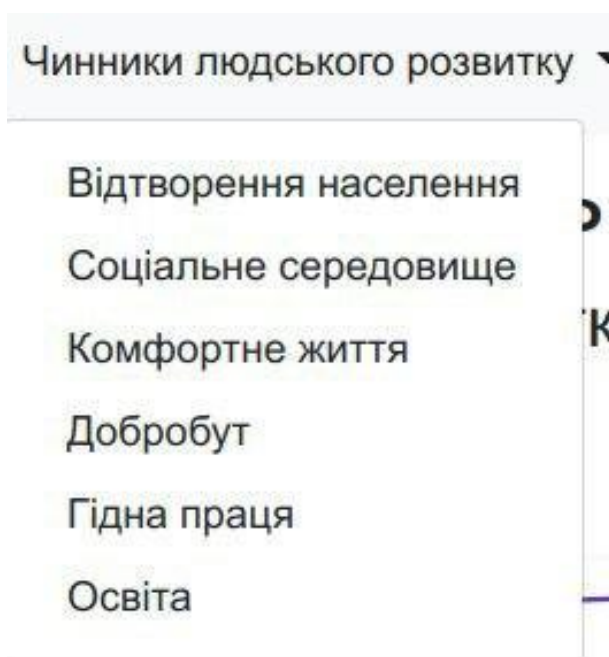 Чинники людського розвитку
Відтворення населення
Соціальне середовище
Комфортне життя
Добробут
Гідна праця
Освіта